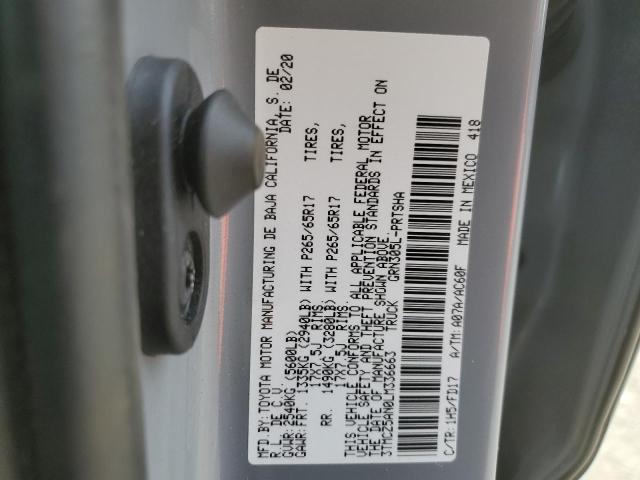 MFD.BY:TOYOTA MOTOR MANUFACTURING DE BAJA CALIFORNIA, S. DE
R. L. DE C.V. DATE: 02/20
GVWR: 2540KG (5600LB)
GAWR: FRT. 1335KG (2940LB) WITH P265/65R17 TIRES,
17X7.5J RIMS,
RR. 1490KG (3280LB) WITH P265/65R17 TIRES,
17X7.5J RIMS.
THIS VEHICLE CONFORMS TO ALL APPLICABLE FEDERAL MOTOR
VEHICLE SAFETY, AND THEFT PREVENTION STANDARDS IN EFFECT ON
THE DATE OF MANUFACTURE SHOWN ABOVE.
3TMCZ5AN0LM336663 TRUCK GRN305L-PRTSHA
C/TR: 1H5/FD17 A/TM: A07A/AC60F MADE IN MEXICO 418